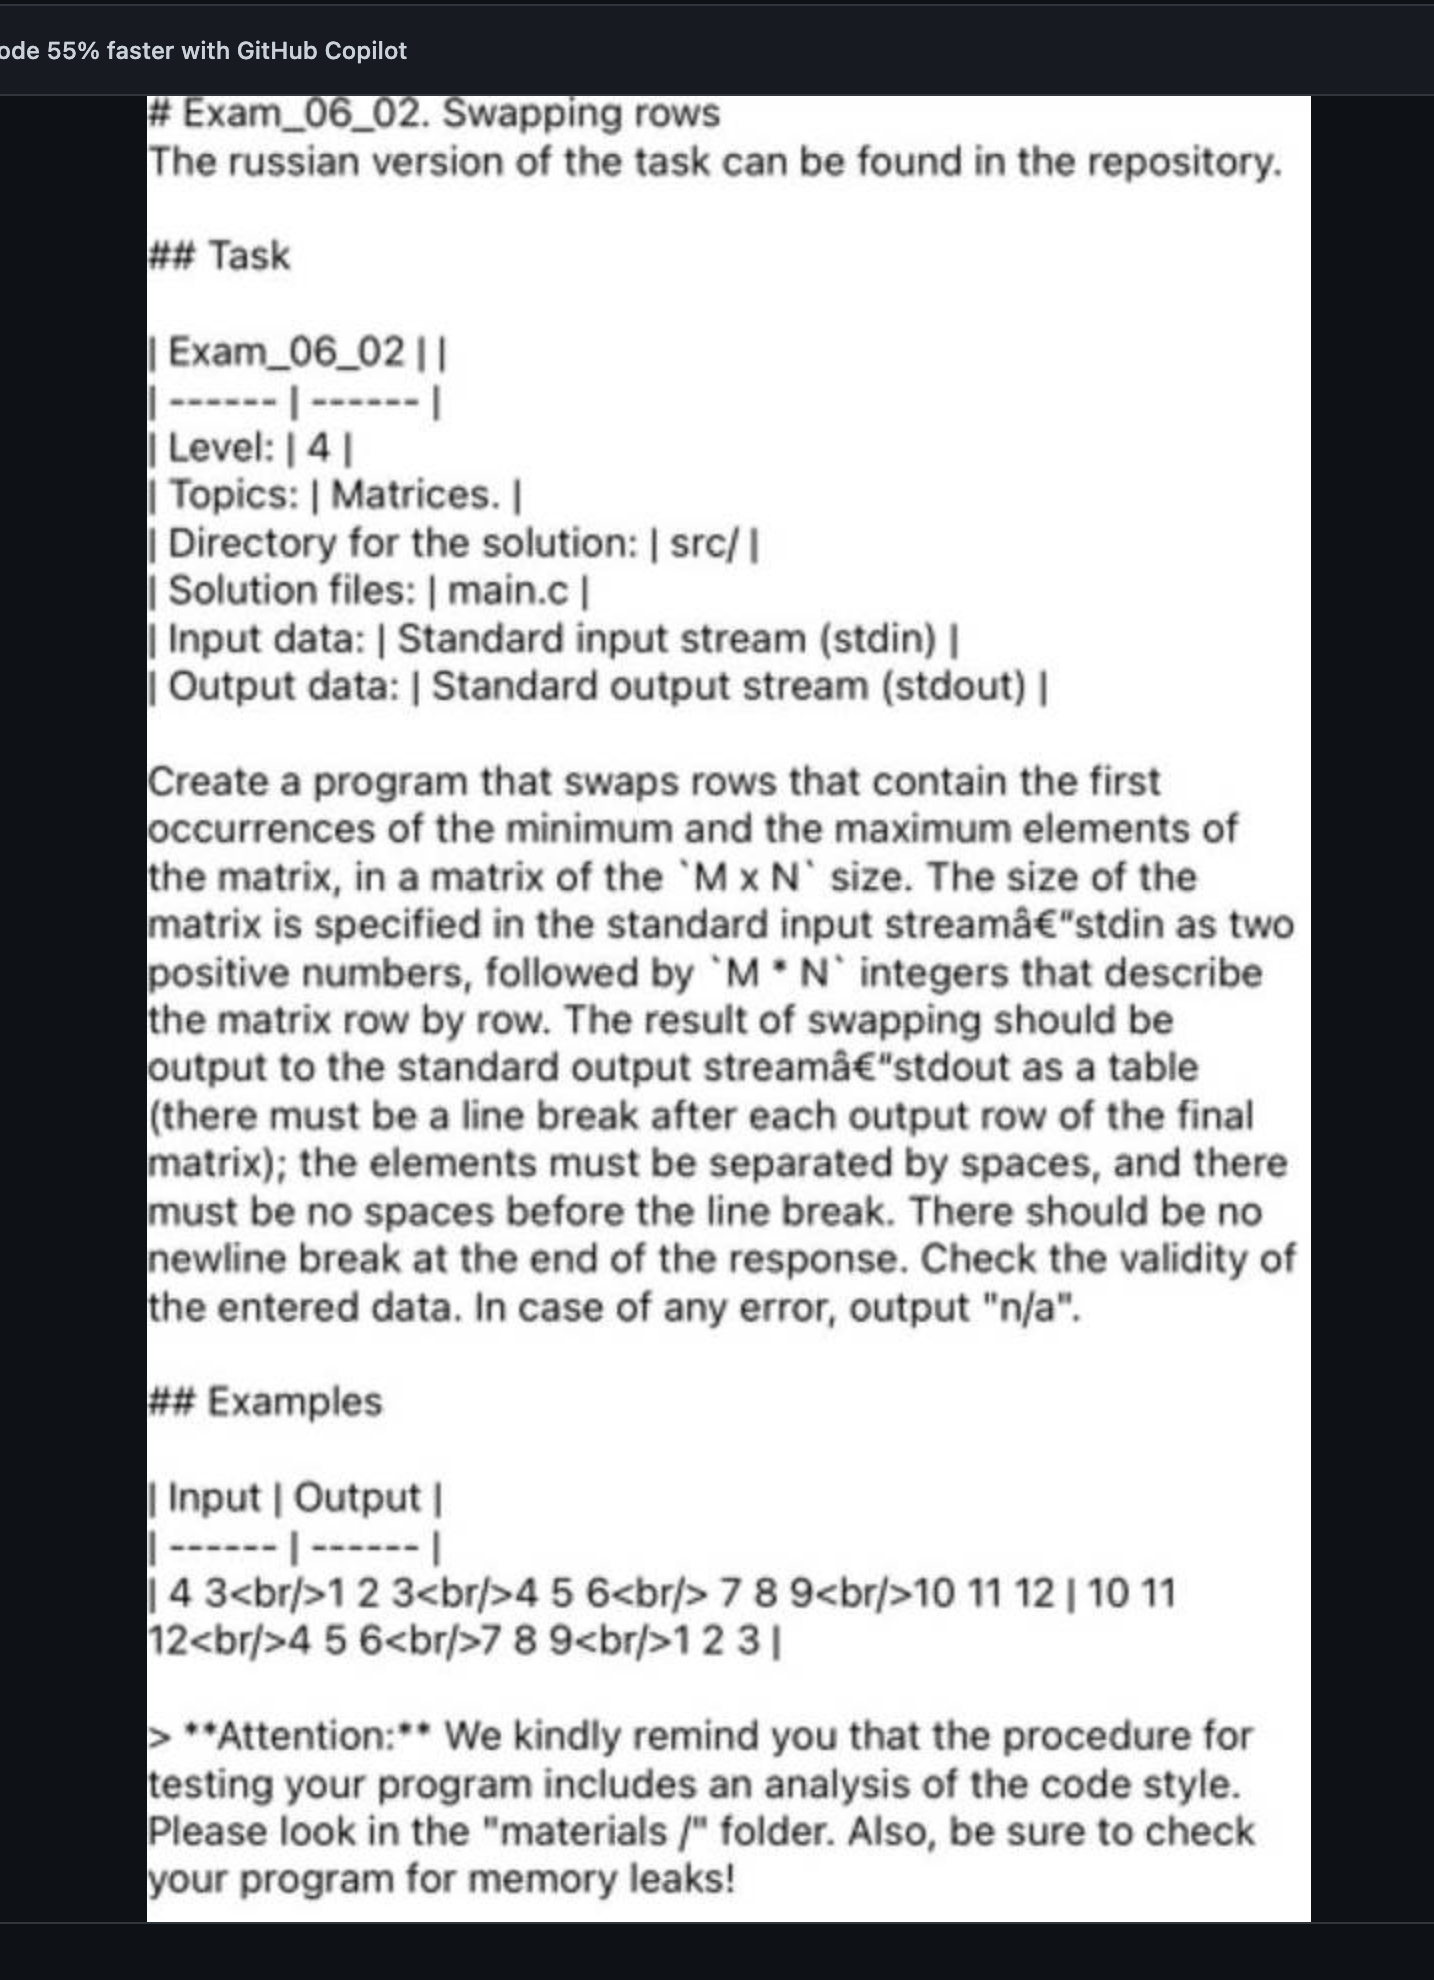 ode 55% faster with GitHub Copilot
# Exam_06_02. Swapping rows
The russian version of the task can be found in the repository.
## Task
| Exam_06_02 | |
| ------ | ------ |
| Level: | 4 |
| Topics: | Matrices. |
| Directory for the solution: | src/ |
| Solution files: | main.c |
| Input data: | Standard input stream (stdin) |
| Output data: | Standard output stream (stdout) |
Create a program that swaps rows that contain the first
occurrences of the minimum and the maximum elements of
the matrix, in a matrix of the `M x N` size. The size of the
matrix is specified in the standard input streamâ€“stdin as two
positive numbers, followed by `M * N` integers that describe
the matrix row by row. The result of swapping should be
output to the standard output streamâ€“stdout as a table
(there must be a line break after each output row of the final
matrix); the elements must be separated by spaces, and there
must be no spaces before the line break. There should be no
newline break at the end of the response. Check the validity of
the entered data. In case of any error, output "n/a".
## Examples
| Input | Output |
| ------ | ------ |
| 4 3<br/>1 2 3<br/>4 5 6<br/> 7 8 9<br/>10 11 12 | 10 11
12<br/>4 5 6<br/>7 8 9<br/>1 2 3 |
> **Attention:** We kindly remind you that the procedure for
testing your program includes an analysis of the code style.
Please look in the "materials /" folder. Also, be sure to check
your program for memory leaks!